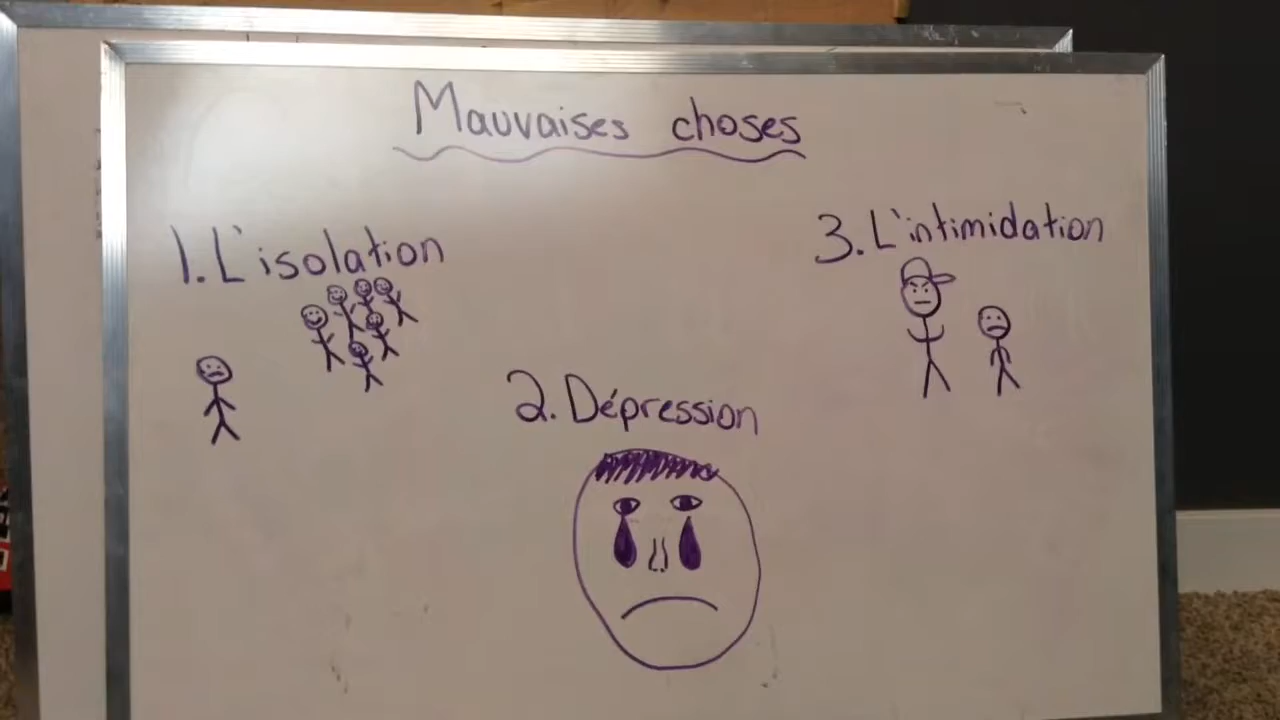 Mauvaises choses
1. L'isolation
2. Dépression
3. L'intimidation